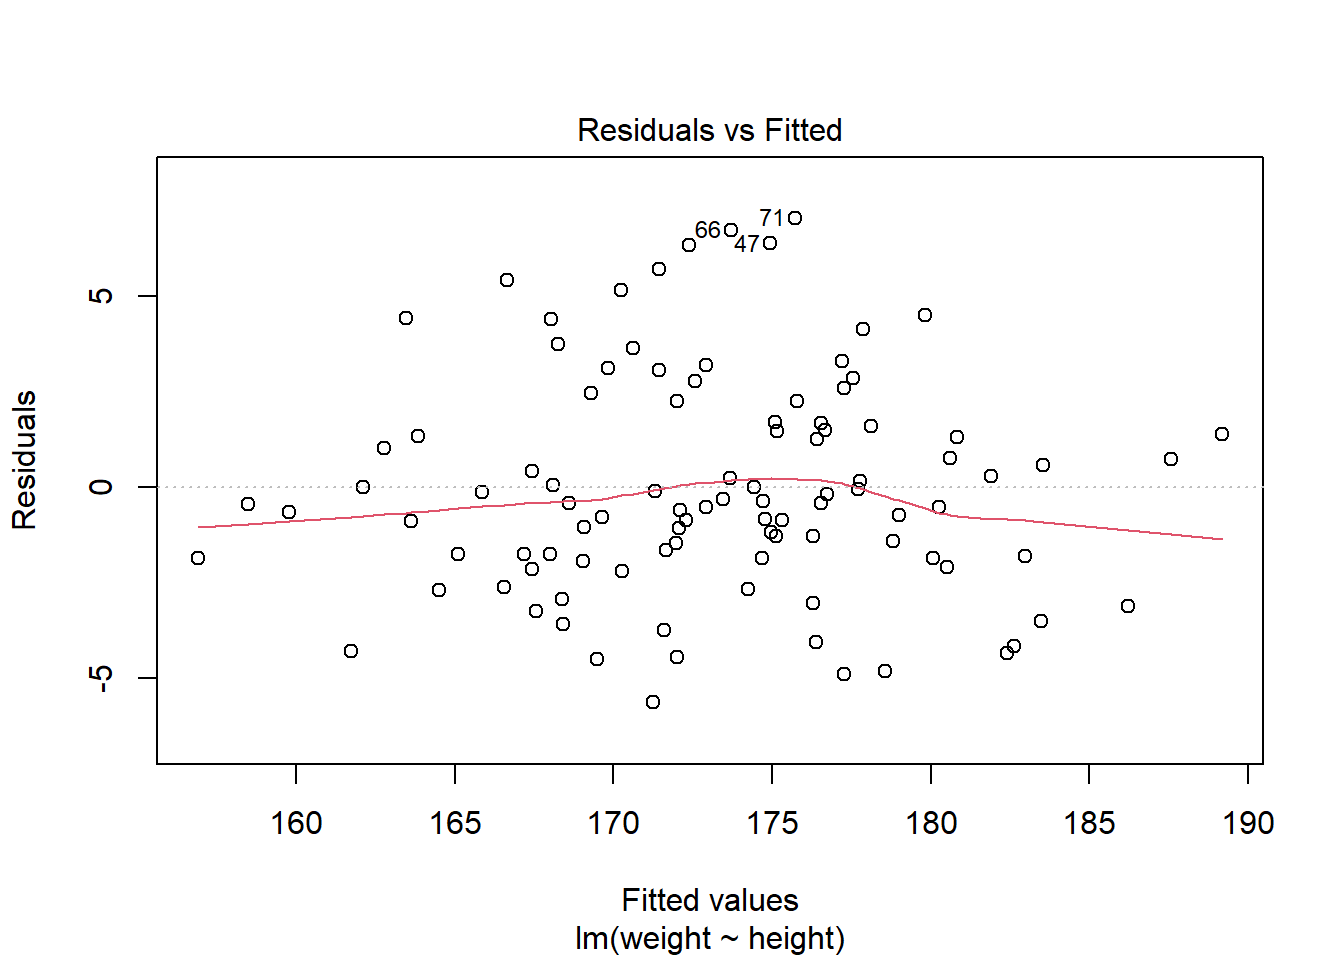 Residuals vs Fitted
71
66
47
5
0
-5
Residuals
160 165 170 175 180 185 190
Fitted values
lm(weight ~ height)